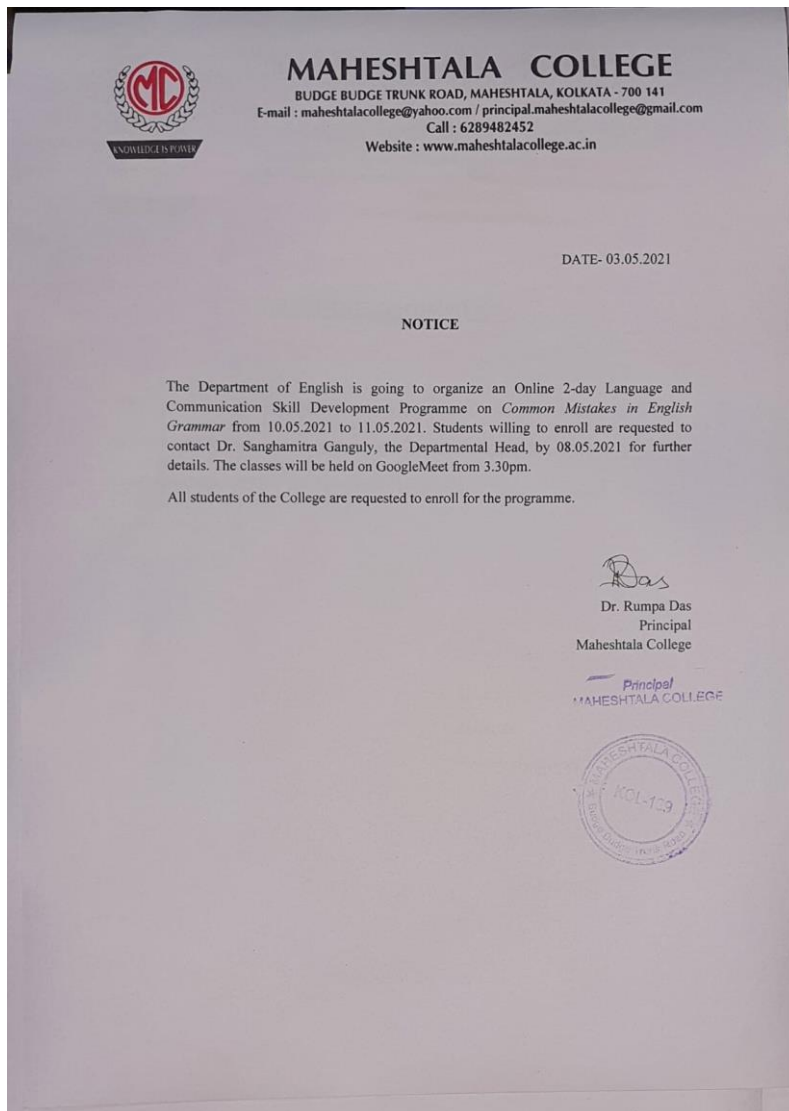 MC
KNOWLEDGE IS POWER
MAHESHTALA COLLEGE
BUDGE BUDGE TRUNK ROAD, MAHESHTALA, KOLKATA - 700 141
E-mail : maheshtalacollege@yahoo.com / principal.maheshtalacollege@gmail.com
Call : 6289482452
Website : www.maheshtalacollege.ac.in
DATE- 03.05.2021
NOTICE
The Department of English is going to organize an Online 2-day Language and
Communication Skill Development Programme on Common Mistakes in English
Grammar from 10.05.2021 to 11.05.2021. Students willing to enroll are requested to
contact Dr. Sanghamitra Ganguly, the Departmental Head, by 08.05.2021 for further
details. The classes will be held on GoogleMeet from 3.30pm.
All students of the College are requested to enroll for the programme.
RDas
Dr. Rumpa Das
Principal
Maheshtala College
Principal
MAHESHTALA COLLEGE
MAHESHTALA COLLEGE
KOL-139
Budge Budge Trunk Road